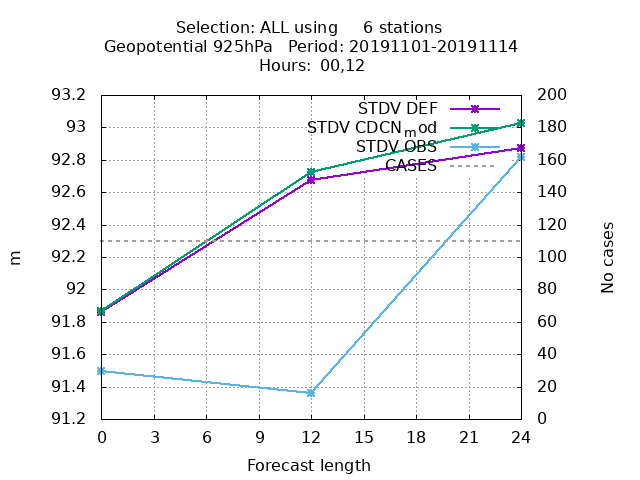 Selection: ALL using     6 stations
Geopotential 925hPa   Period: 20191101-20191114
Hours: 00,12
93.2
93
92.8
92.6
92.4
92.2
92
91.8
91.6
91.4
91.2
m
STDV DEF
STDV CDCNmod
STDV OBS
CASES
200
180
160
140
120
100
80
60
40
20
0
No cases
0 3 6 9 12 15 18 21 24
Forecast length